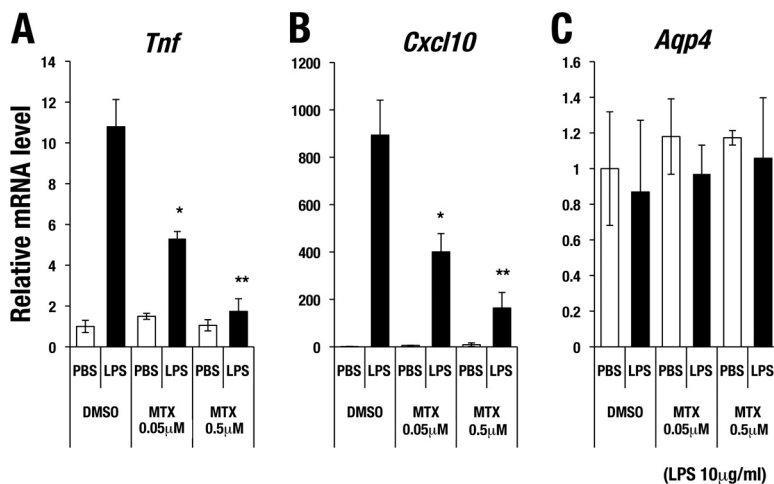 A
Tnf
Relative mRNA level
14
12
10
8
6
4
2
0
*
**
PBS LPS PBS LPS PBS LPS
DMSO MTX 0.05μM MTX 0.5μM
B
Cxcl10
1200
1000
800
600
400
200
0
*
**
PBS LPS PBS LPS PBS LPS
DMSO MTX 0.05μM MTX 0.5μM
C
Aqp4
1.6
1.4
1.2
1
0.8
0.6
0.4
0.2
0
PBS LPS PBS LPS PBS LPS
DMSO MTX 0.05μM MTX 0.5μM
(LPS 10μg/ml)